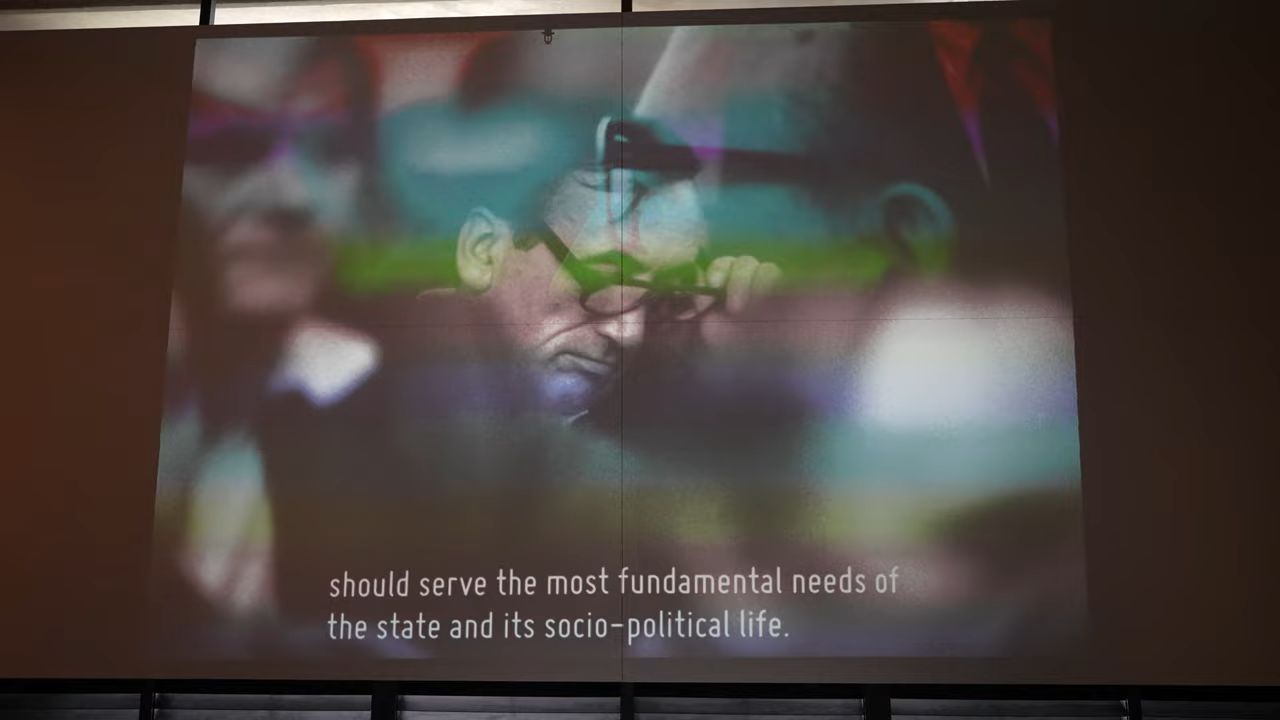 should serve the most fundamental needs of
the state and its socio-political life.